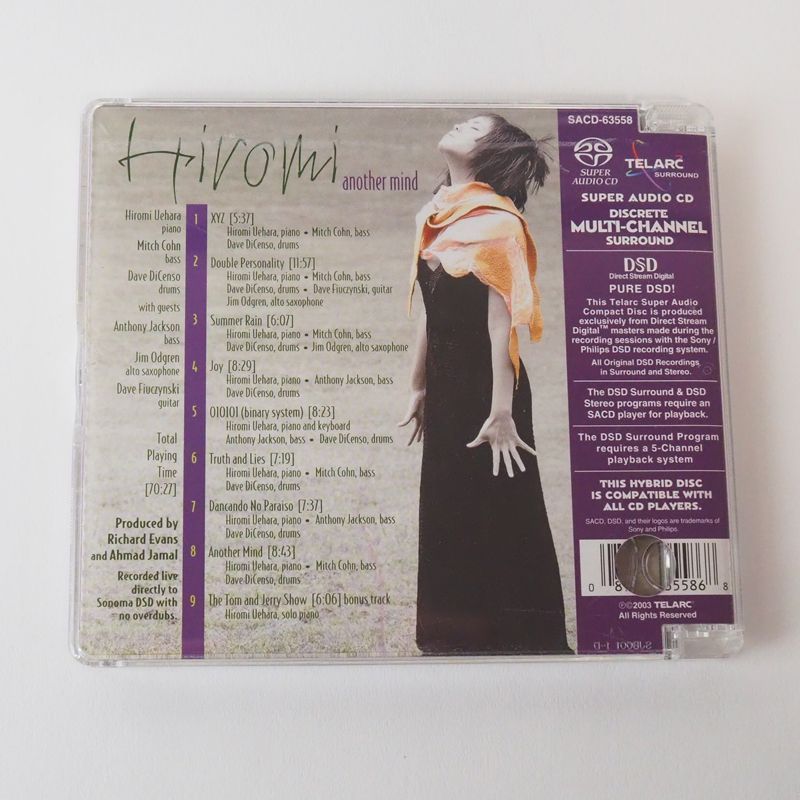 Hiromi
another mind
Hiromi Uehara
piano
Mitch Cohn
bass
Dave DiCenso
drums
with guests
Anthony Jackson
bass
Jim Odgren
alto saxophone
Dave Fiuczynski
guitar
Total
Playing
Time
[70:27]
Produced by
Richard Evans
and Ahmad Jamal
Recorded live
directly to
Sonoma DSD with
no overdubs.
1 XYZ [5:37]
Hiromi Uehara, piano • Mitch Cohn, bass
Dave DiCenso, drums
2 Double Personality [11:57]
Hiromi Uehara, piano • Mitch Cohn, bass
Dave DiCenso, drums • Dave Fiuczynski, guitar
Jim Odgren, alto saxophone
3 Summer Rain [6:07]
Hiromi Uehara, piano • Mitch Cohn, bass
Dave DiCenso, drums • Jim Odgren, alto saxophone
4 Joy [8:29]
Hiromi Uehara, piano • Anthony Jackson, bass
Dave DiCenso, drums
5 010101 (binary system) [8:23]
Hiromi Uehara, piano and keyboard
Anthony Jackson, bass • Dave DiCenso, drums
6 Truth and Lies [7:19]
Hiromi Uehara, piano • Mitch Cohn, bass
Dave DiCenso, drums
7 Dancando No Paraiso [7:37]
Hiromi Uehara, piano • Anthony Jackson, bass
Dave DiCenso, drums
8 Another Mind [8:43]
Hiromi Uehara, piano • Mitch Cohn, bass
Dave DiCenso, drums
9 The Tom and Jerry Show [6:06] bonus track
Hiromi Uehara, solo piano
SACD-63558
SUPER
AUDIO CD
TELARC
SURROUND
SUPER AUDIO CD
DISCRETE
MULTI-CHANNEL
SURROUND
DSD
Direct Stream Digital
PURE DSD!
This Telarc Super Audio
Compact Disc is produced
exclusively from Direct Stream
Digital™ masters made during the
recording sessions with the Sony /
Philips DSD recording system.
All Original DSD Recordings
in Surround and Stereo.
The DSD Surround & DSD
Stereo programs require an
SACD player for playback.
The DSD Surround Program
requires a 5-Channel
playback system
THIS HYBRID DISC
IS COMPATIBLE WITH
ALL CD PLAYERS.
SACD, DSD, and their logos are trademarks of
Sony and Philips.
0 8 5586 8
℗©2003 TELARC
All Rights Reserved